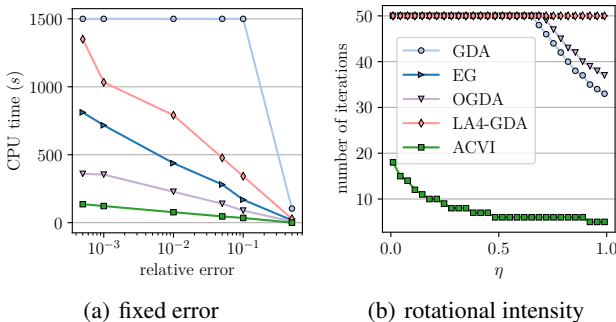 CPU time (s)
1500
1000
500
0
10⁻³
10⁻²
10⁻¹
relative error
(a) fixed error
number of iterations
50
40
30
20
10
GDA
EG
OGDA
LA4-GDA
ACVI
0.0
0.5
1.0
η
(b) rotational intensity